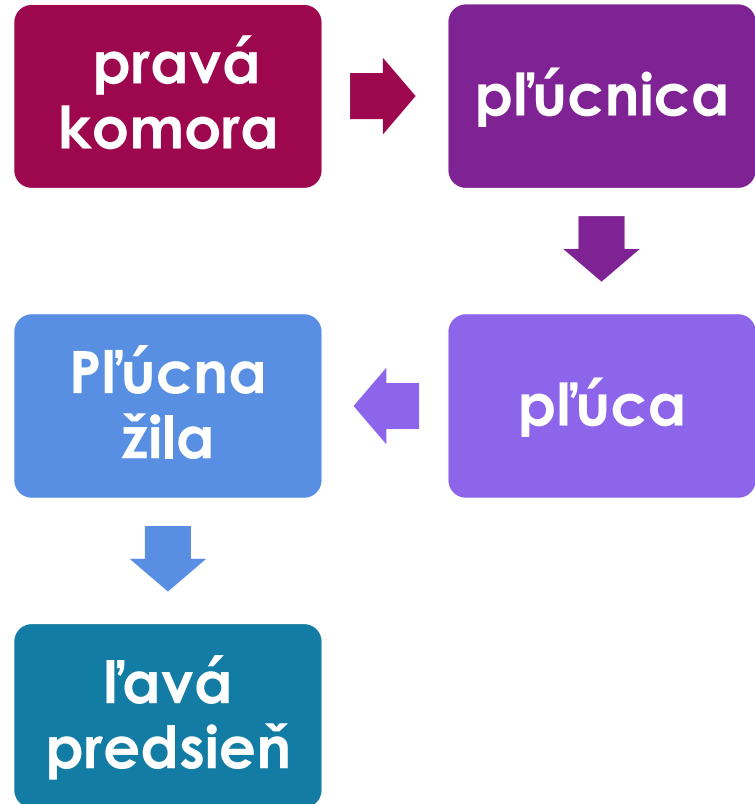 pravá
komora
pľúcnica
pľúca
Pľúcna
žila
ľavá
predsieň